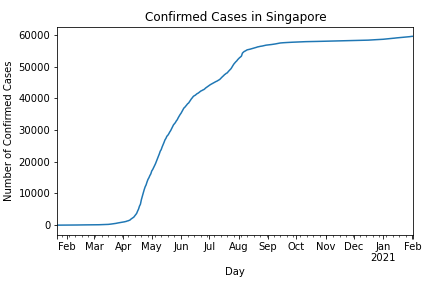 Confirmed Cases in Singapore
Number of Confirmed Cases
60000
50000
40000
30000
20000
10000
0
Feb Mar Apr May Jun Jul Aug Sep Oct Nov Dec Jan Feb
2021
Day